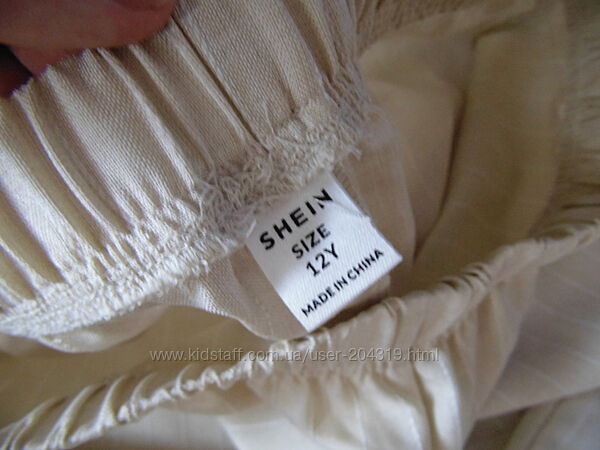 SHEIN
SIZE
12Y
MADE IN CHINA
www.kidstaff.com.ua/user-204319.html